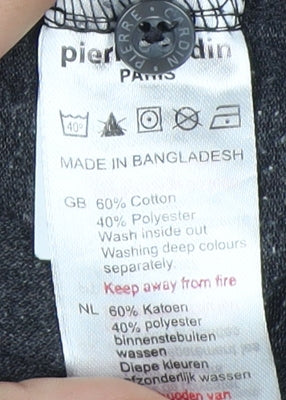 PIERRE CARDIN
PARIS
40°
MADE IN BANGLADESH
GB 60% Cotton
40% Polyester
Wash inside out
Washing deep colours
separately.
Keep away from fire
NL 60% Katoen
40% polyester
binnenstebuiten
wassen
Diepe kleuren
afzonderlijk wassen